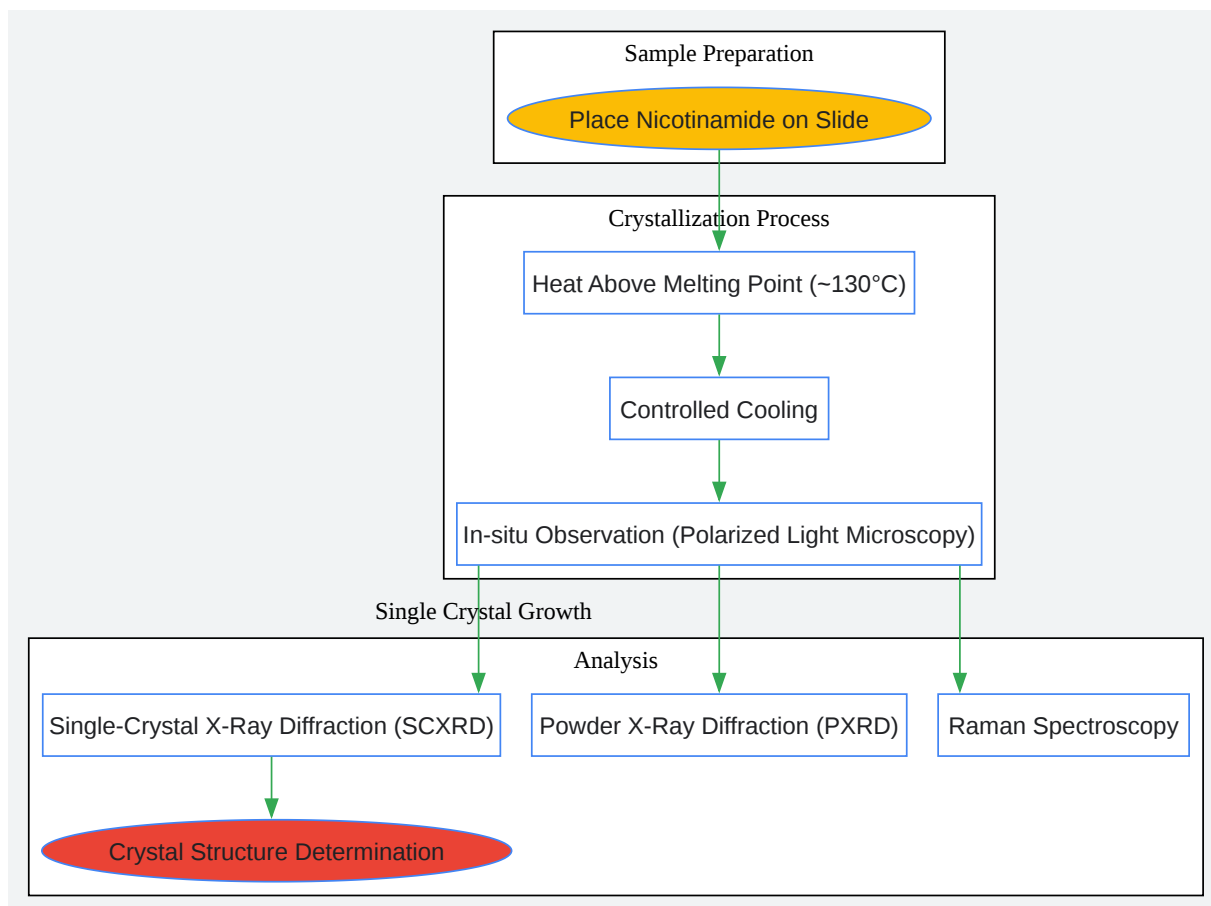 Sample Preparation
Place Nicotinamide on Slide
Crystallization Process
Heat Above Melting Point (~130°C)
Controlled Cooling
In-situ Observation (Polarized Light Microscopy)
Single Crystal Growth
Analysis
Single-Crystal X-Ray Diffraction (SCXRD)
Powder X-Ray Diffraction (PXRD)
Raman Spectroscopy
Crystal Structure Determination